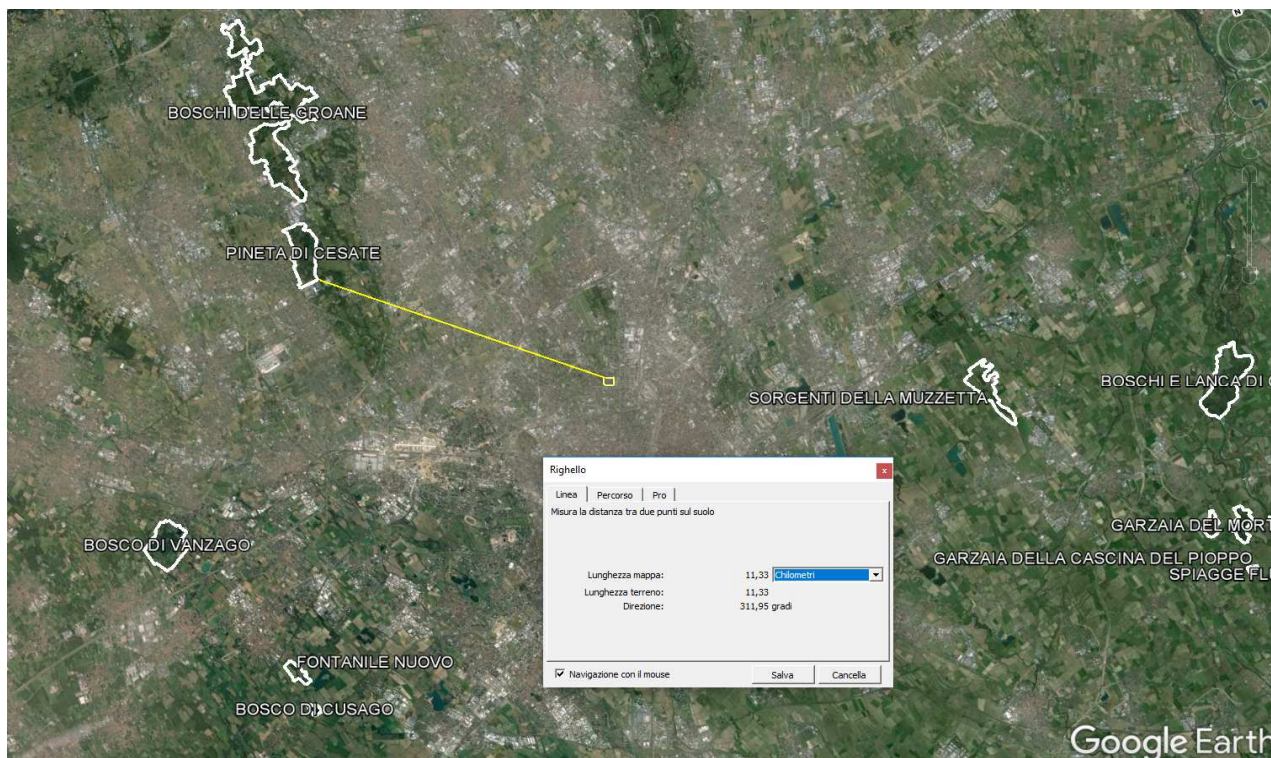 N
BOSCHI DELLE GROANE
PINETA DI CESATE
BOSCHI E LANCA DI
SORGENTI DELLA MUZZETTA
Righello
x
Linea
Percorso
Pro
Misura la distanza tra due punti sul suolo
Lunghezza mappa: 11,33 Chilometri
Lunghezza terreno: 11,33
Direzione: 311,95 gradi
Navigazione con il mouse
Salva
Cancella
GARZAIA DEL MORT
BOSCO DI VANZAGO
GARZAIA DELLA CASCINA DEL PIOPPO
SPIAGGE FLU
FONTANILE NUOVO
BOSCO DI CUSAGO
Google Earth